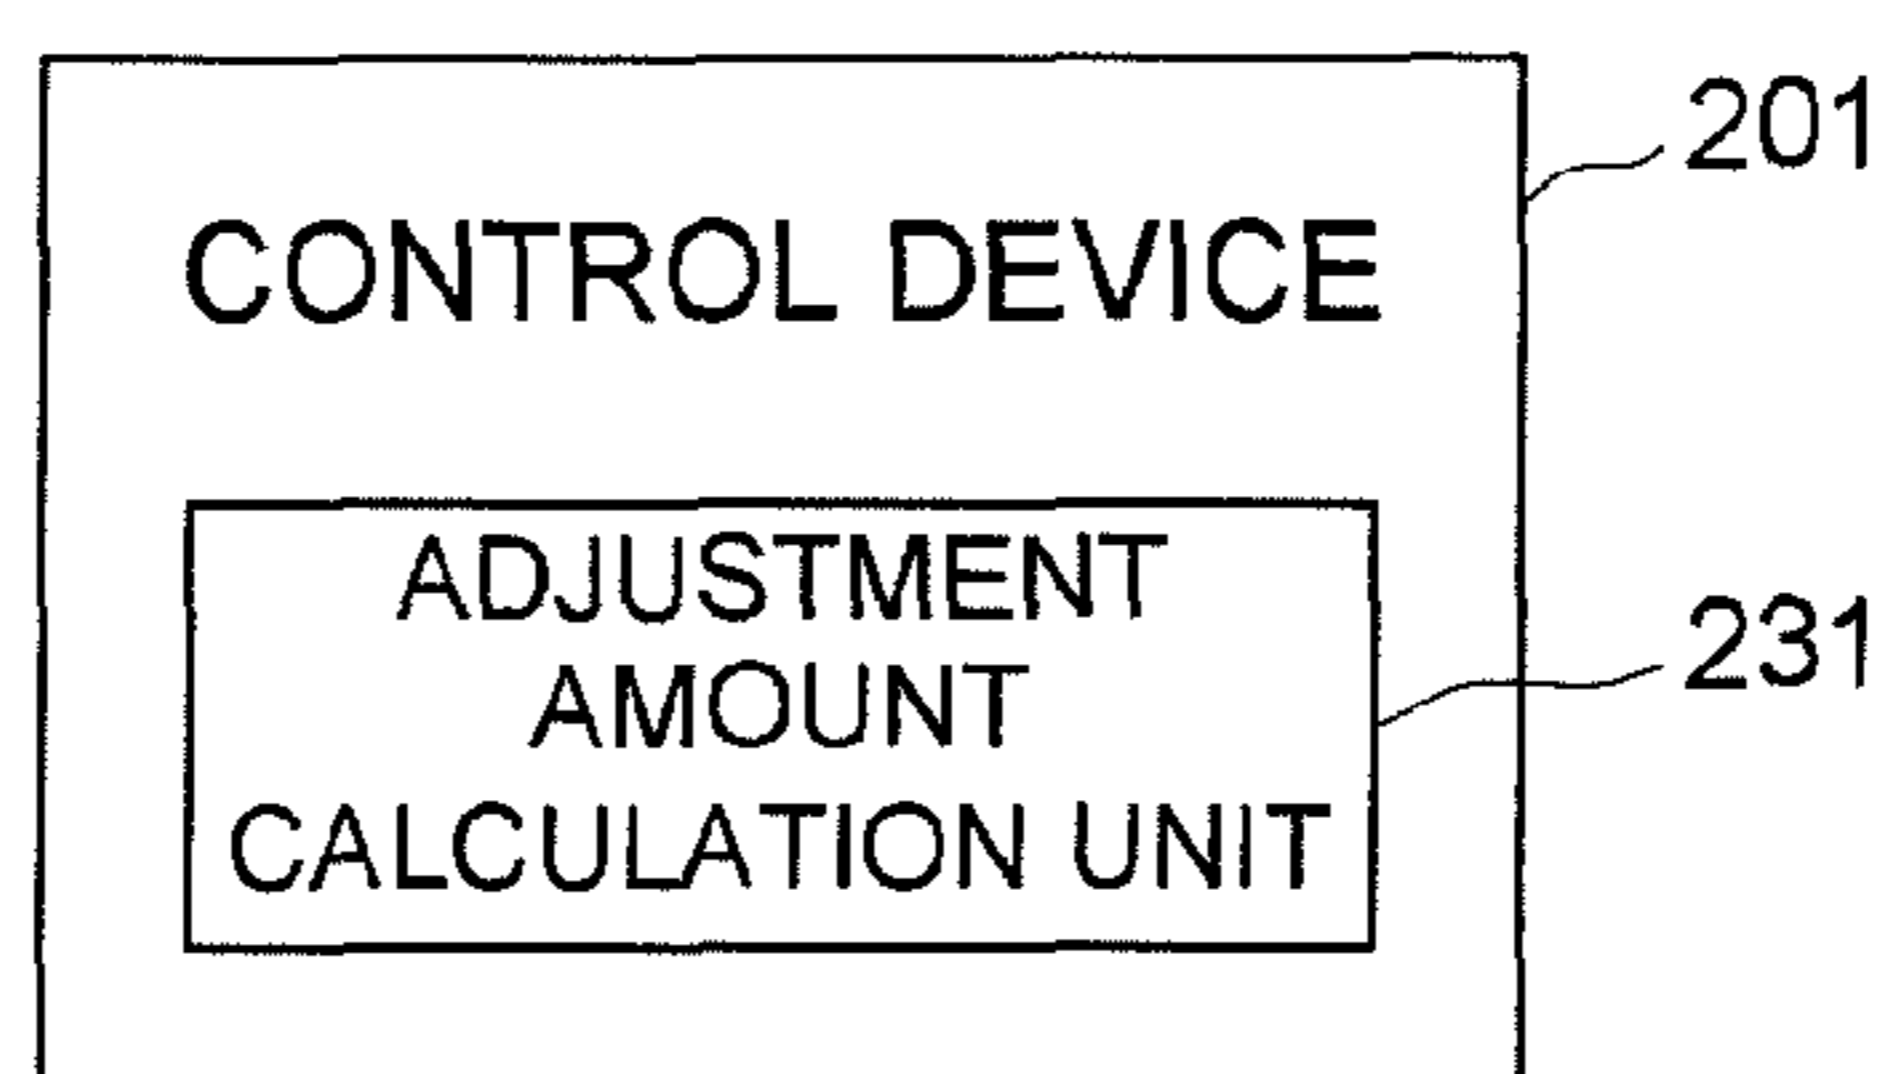 201
CONTROL DEVICE
ADJUSTMENT
AMOUNT
CALCULATION UNIT
231